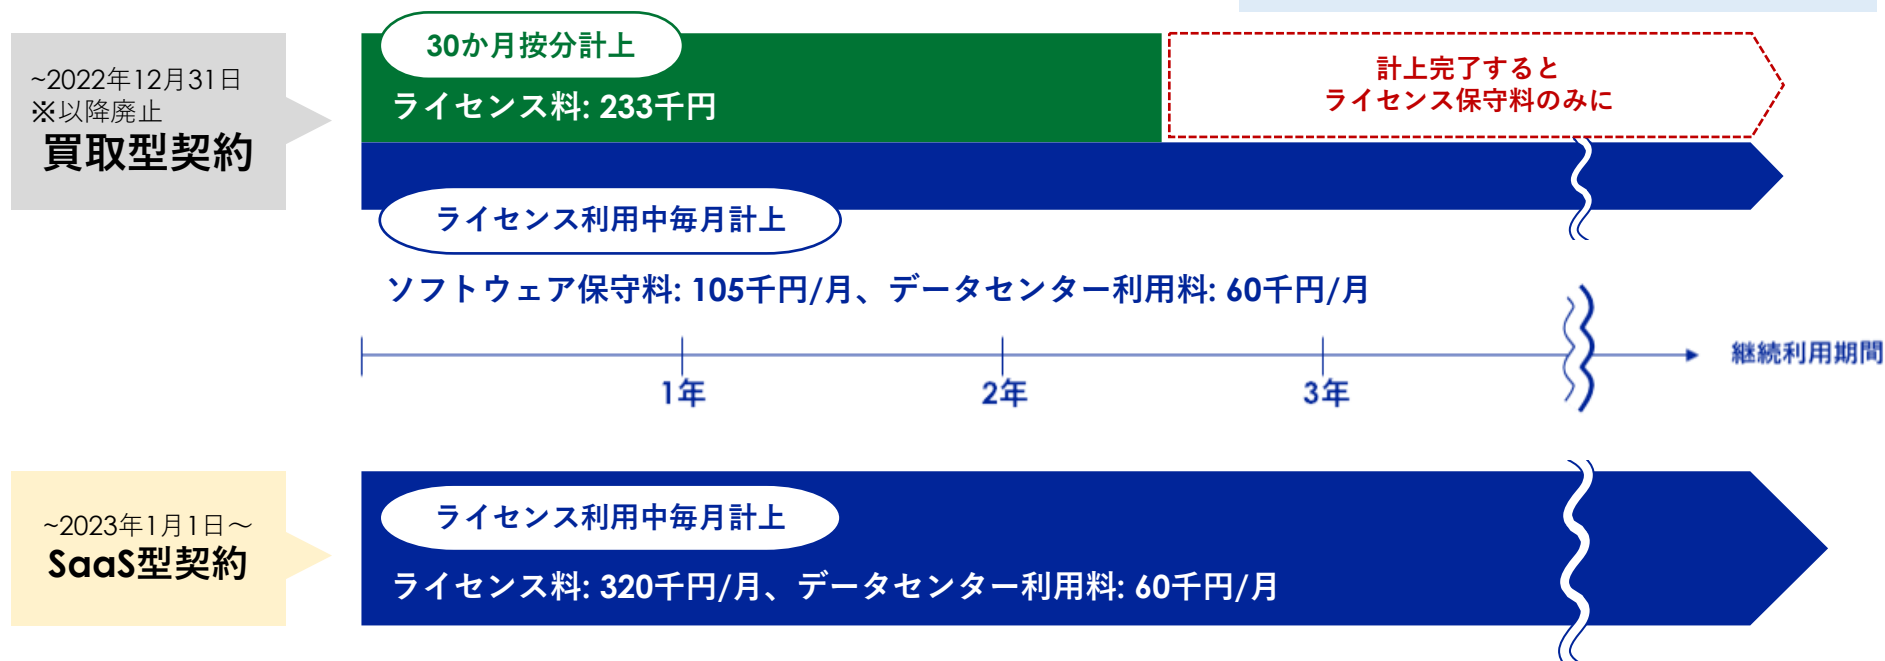 ~2022年12月31日
※以降廃止
買取型契約
30か月按分計上
ライセンス料: 233千円
計上完了すると
ライセンス保守料のみに
ライセンス利用中毎月計上
ソフトウェア保守料: 105千円/月、データセンター利用料: 60千円/月
1年
2年
3年
継続利用期間
~2023年1月1日～
SaaS型契約
ライセンス利用中毎月計上
ライセンス料: 320千円/月、データセンター利用料: 60千円/月